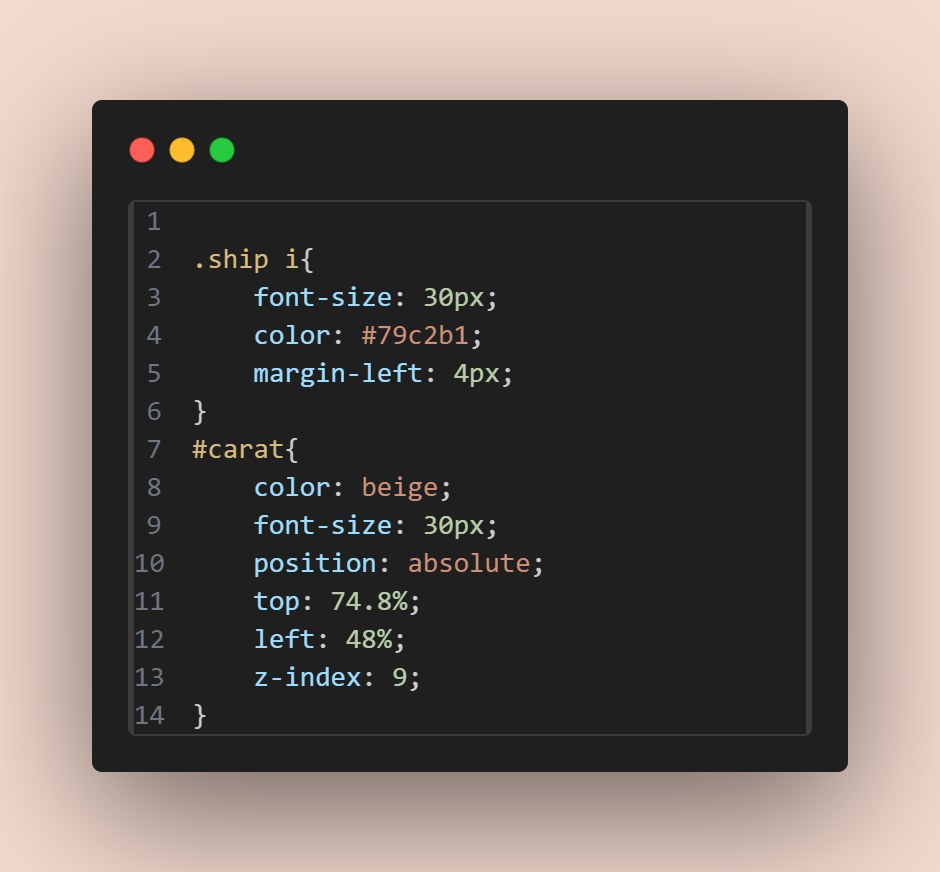 1
2 .ship i{
3     font-size: 30px;
4     color: #79c2b1;
5     margin-left: 4px;
6 }
7 #carat{
8     color: beige;
9     font-size: 30px;
10     position: absolute;
11     top: 74.8%;
12     left: 48%;
13     z-index: 9;
14 }